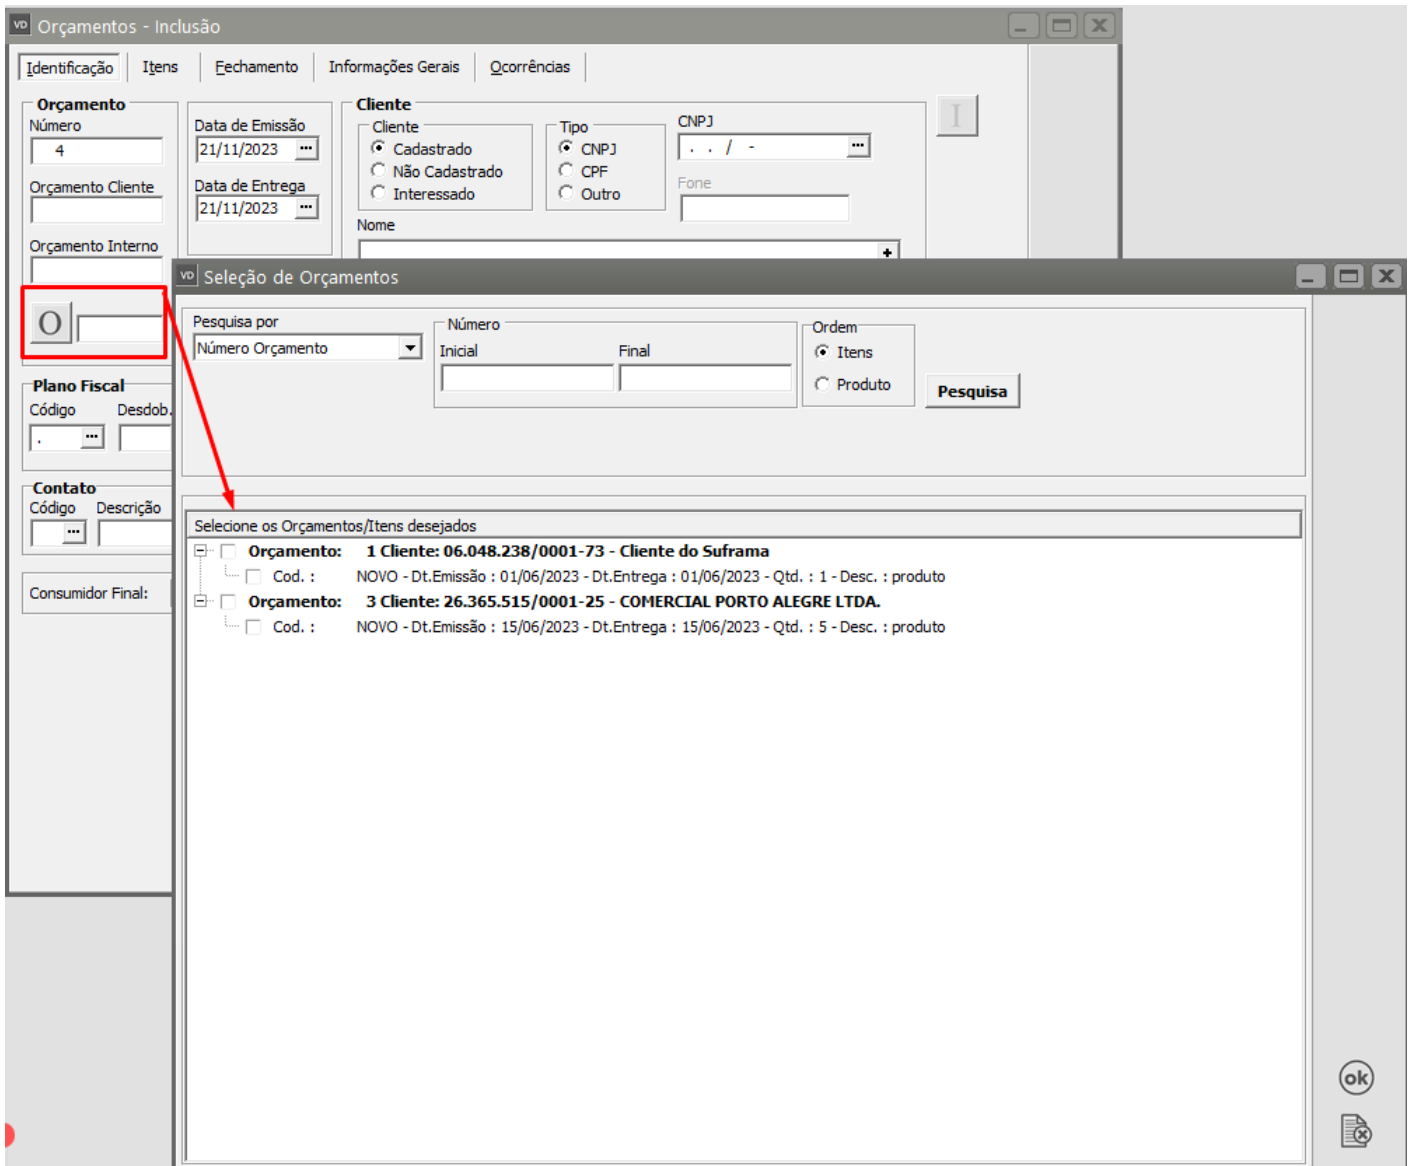 VD Orçamentos - Inclusão
Identificação Itens Fechamento Informações Gerais Ocorrências
Orçamento
Número
4
Orçamento Cliente
Orçamento Interno
O
Data de Emissão
21/11/2023 ...
Data de Entrega
21/11/2023 ...
Cliente
Cliente
Cadastrado
Não Cadastrado
Interessado
Tipo
CNPJ
CPF
Outro
CNPJ
. . / - ...
Fone
Nome
+
I
Plano Fiscal
Código Desdob.
. ...
Contato
Código Descrição
...
Consumidor Final:
VD Seleção de Orçamentos
Pesquisa por
Número Orçamento
Número
Inicial Final
Ordem
Itens
Produto
Pesquisa
Selecione os Orçamentos/Itens desejados
Orçamento: 1 Cliente: 06.048.238/0001-73 - Cliente do Suframa
Cod. : NOVO - Dt.Emissão : 01/06/2023 - Dt.Entrega : 01/06/2023 - Qtd. : 1 - Desc. : produto
Orçamento: 3 Cliente: 26.365.515/0001-25 - COMERCIAL PORTO ALEGRE LTDA.
Cod. : NOVO - Dt.Emissão : 15/06/2023 - Dt.Entrega : 15/06/2023 - Qtd. : 5 - Desc. : produto
ok